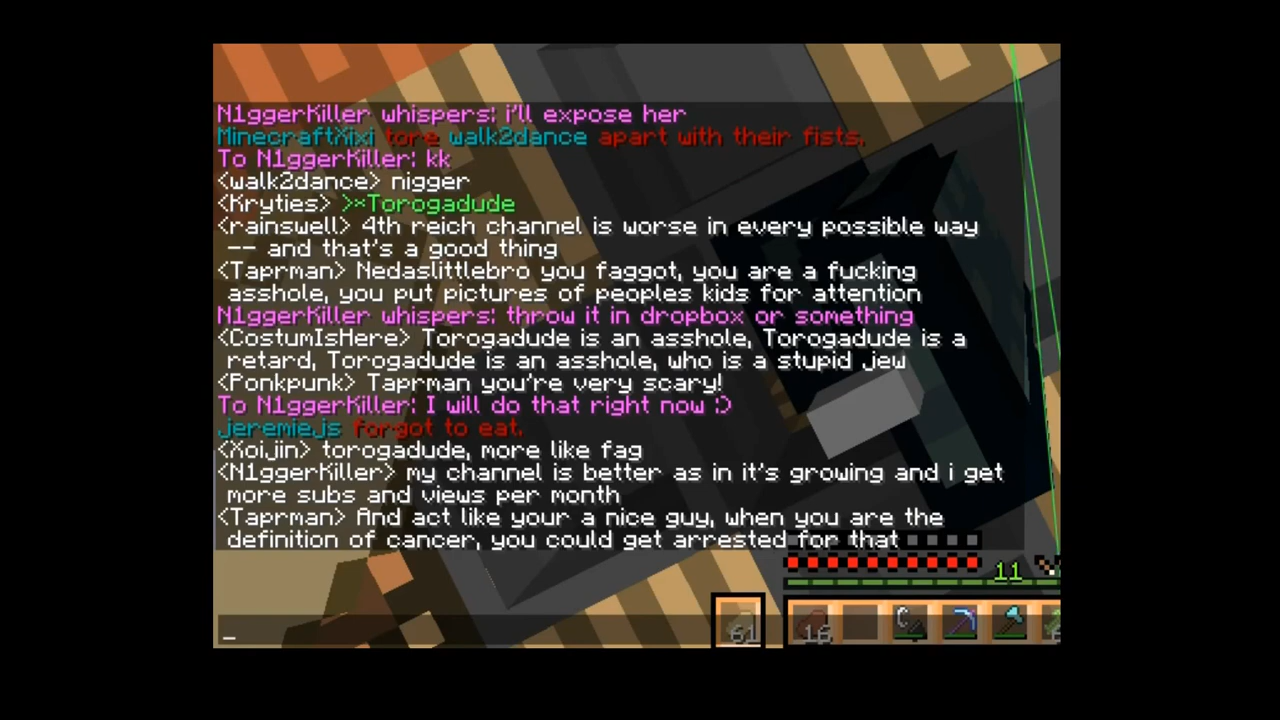 N1ggerKiller whispers: i'll expose her
MinecraftXixi tore walk2dance apart with their fists.
To N1ggerKiller: kk
<walk2dance> nigger
<Kryties> >×Torogadude
<rainswell> 4th reich channel is worse in every possible way
-- and that's a good thing
<Taprman> Nedaslittlebro you faggot, you are a fucking
asshole, you put pictures of peoples kids for attention
N1ggerKiller whispers: throw it in dropbox or something
<CostumIsHere> Torogadude is an asshole, Torogadude is a
retard, Torogadude is an asshole, who is a stupid jew
<Ponkpunk> Taprman you're very scary!
To N1ggerKiller: I will do that right now :)
jeremiejs forgot to eat.
<Xoijin> torogadude, more like fag
<N1ggerKiller> my channel is better as in it's growing and i get
more subs and views per month
<Taprman> And act like your a nice guy, when you are the
definition of cancer, you could get arrested for that
11
_
61 16 6